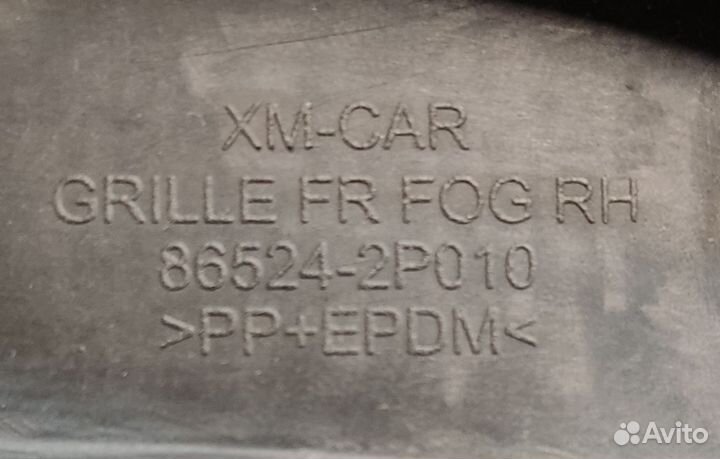 XM-CAR
GRILLE FR FOG RH
86524-2P010
>PP+EPDM<
Avito